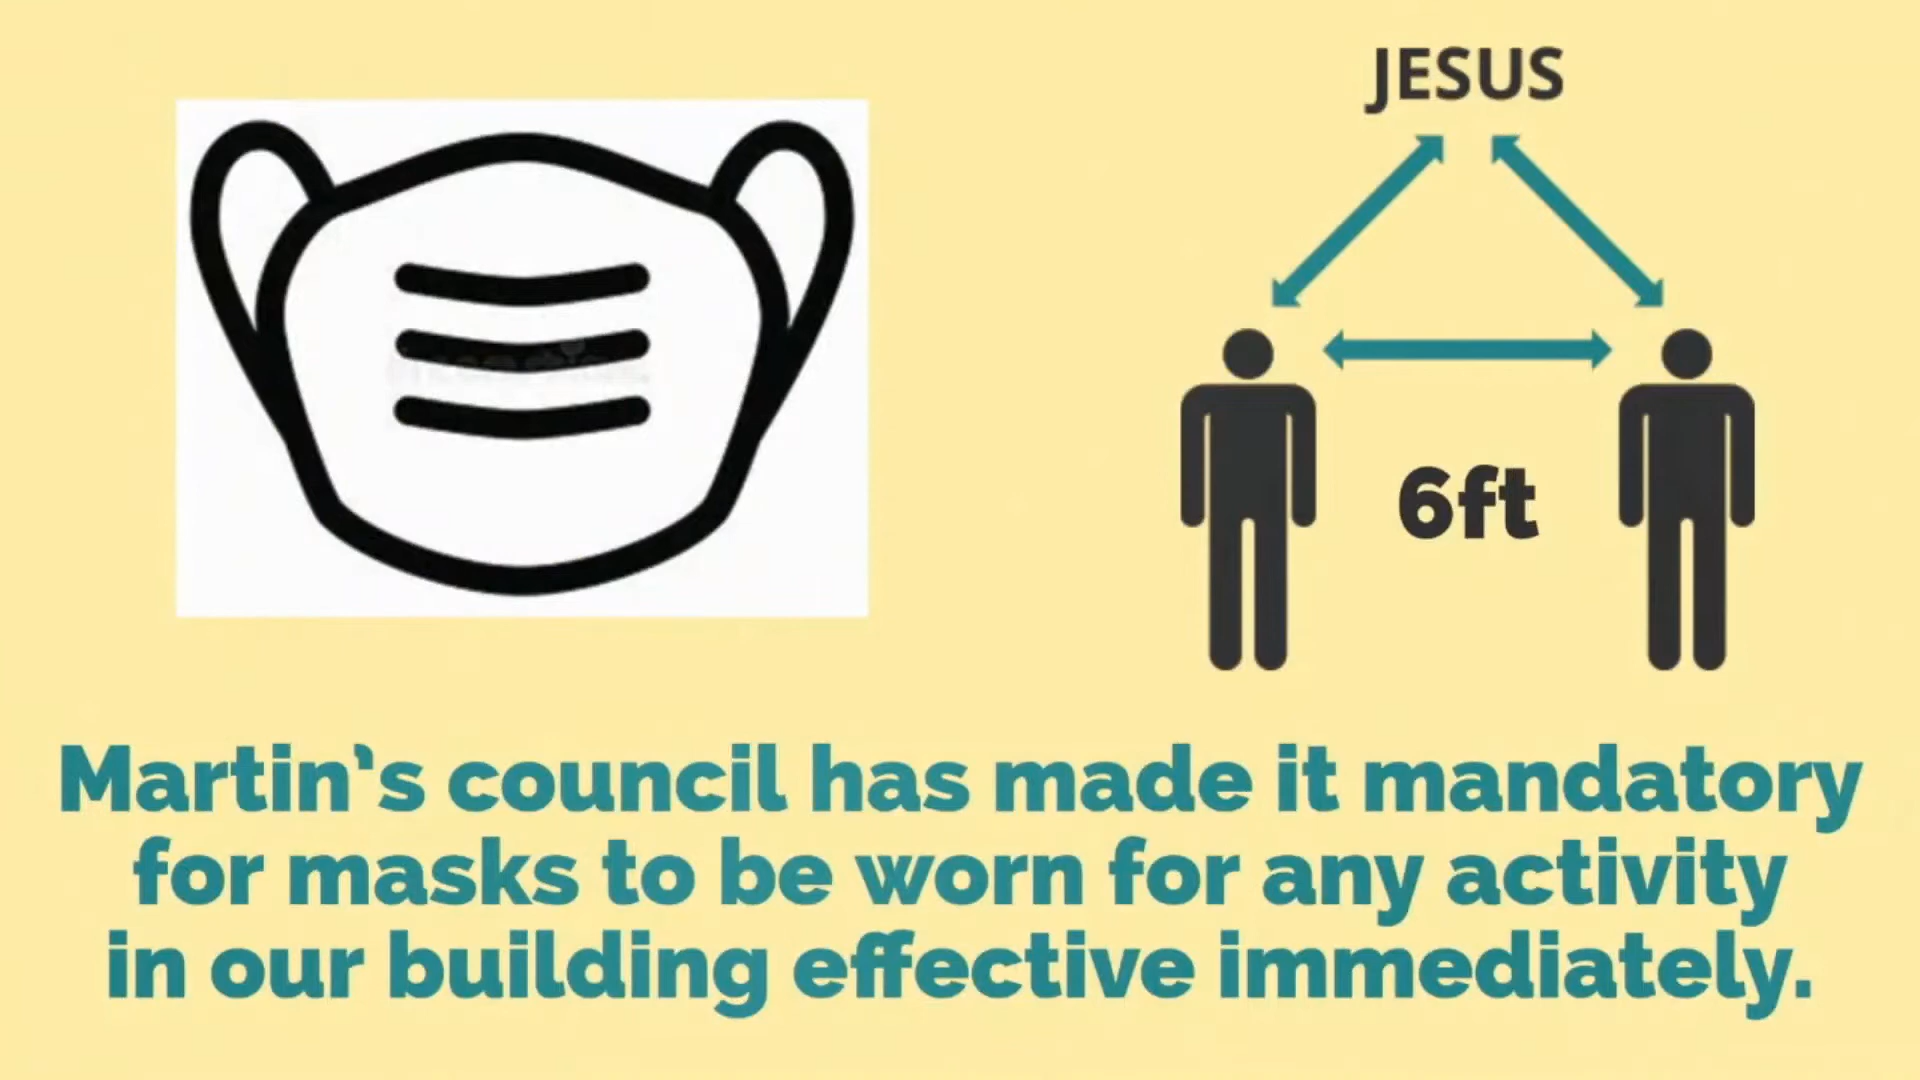 JESUS
6ft
Martin's council has made it mandatory
for masks to be worn for any activity
in our building effective immediately.